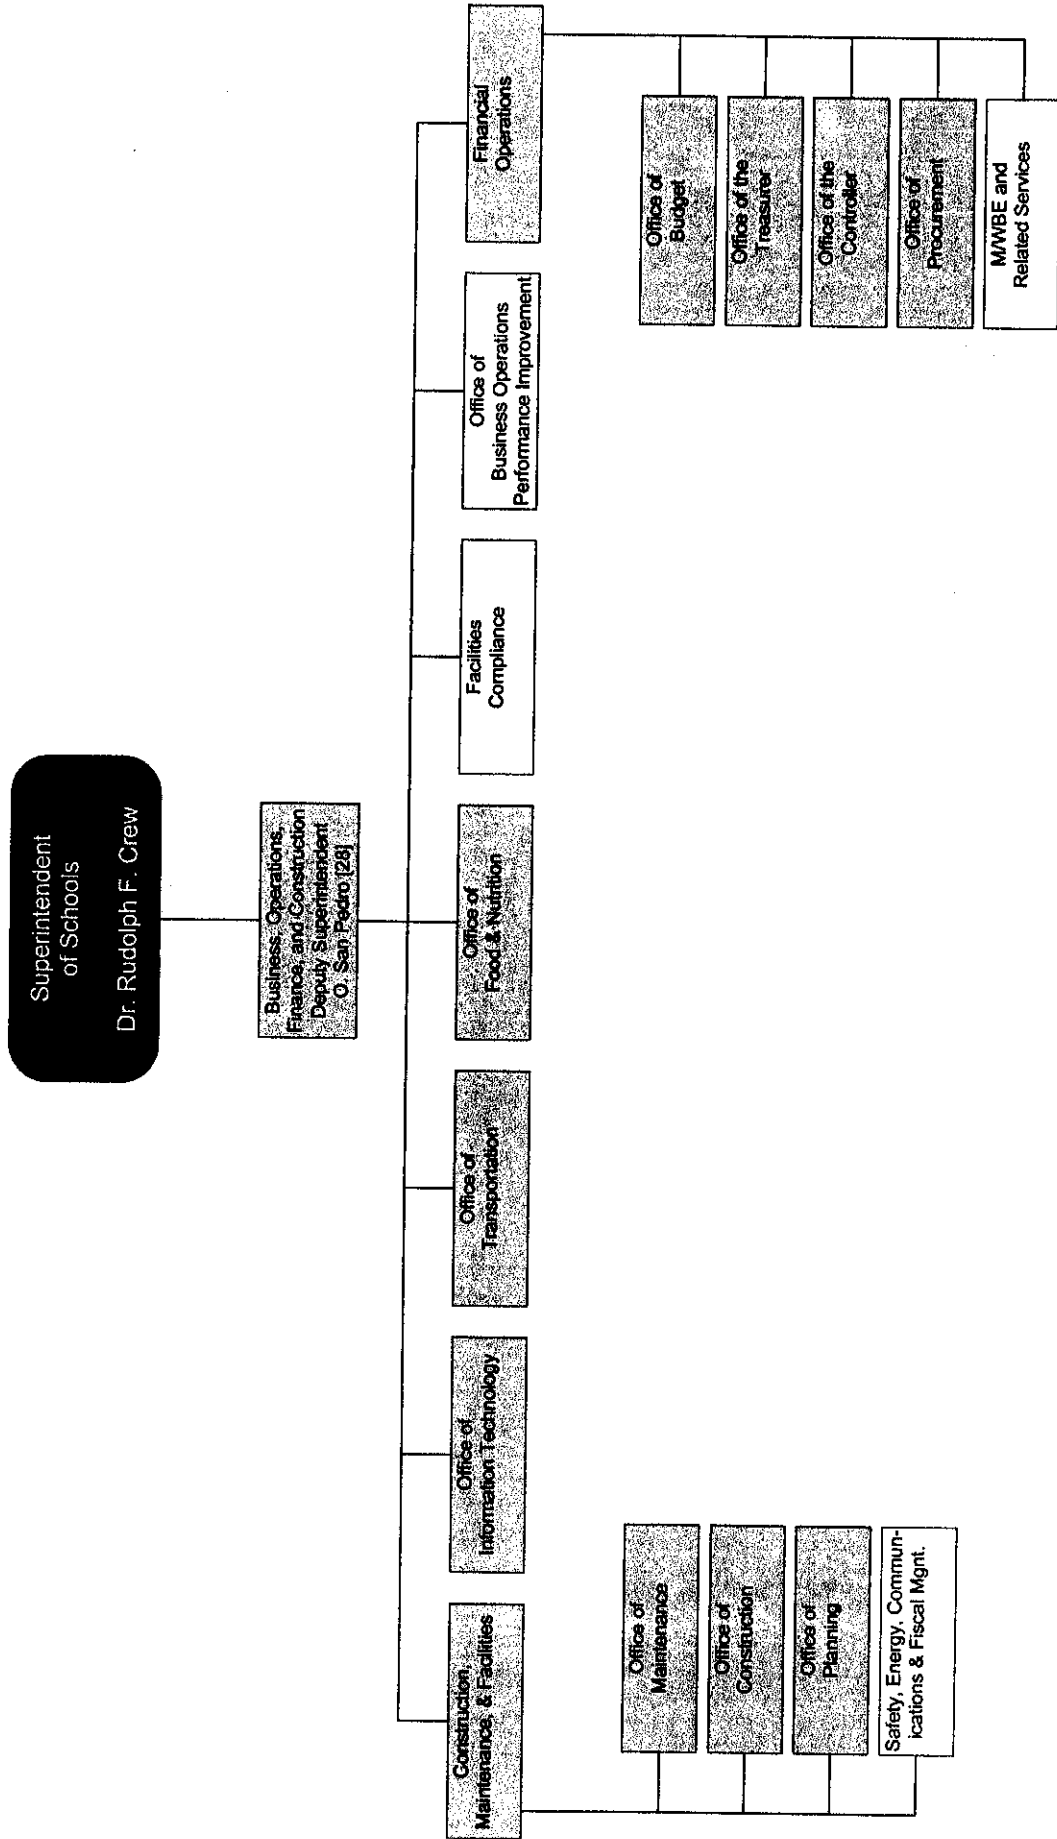 Superintendent
of Schools
Dr. Rudolph F. Crew
Business, Operations,
Finance, and Construction
Deputy Superintendent
O. San Pedro [28]
Construction,
Maintenance, & Facilities
Office of
Information Technology
Office of
Transportation
Office of
Food & Nutrition
Facilities
Compliance
Office of
Business Operations
Performance Improvement
Financial
Operations
Office of
Maintenance
Office of
Construction
Office of
Planning
Safety, Energy, Commun-
ications & Fiscal Mgnt.
Office of
Budget
Office of the
Treasurer
Office of the
Controller
Office of
Procurement
M/WBE and
Related Services